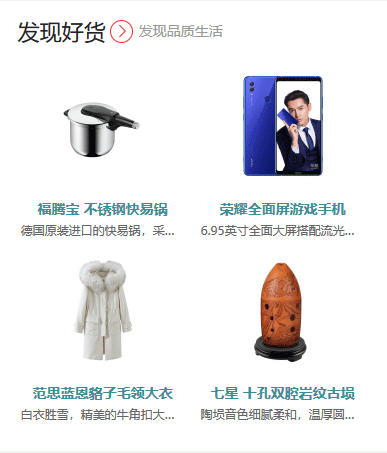 发现好货
发现品质生活
福腾宝 不锈钢快易锅
荣耀全面屏游戏手机
德国原装进口的快易锅，采...
6.95英寸全面大屏搭配流光...
范思蓝恩貉子毛领大衣
七星 十孔双腔岩纹古埙
白衣胜雪，精美的牛角扣大...
陶埙音色细腻柔和，温厚圆...